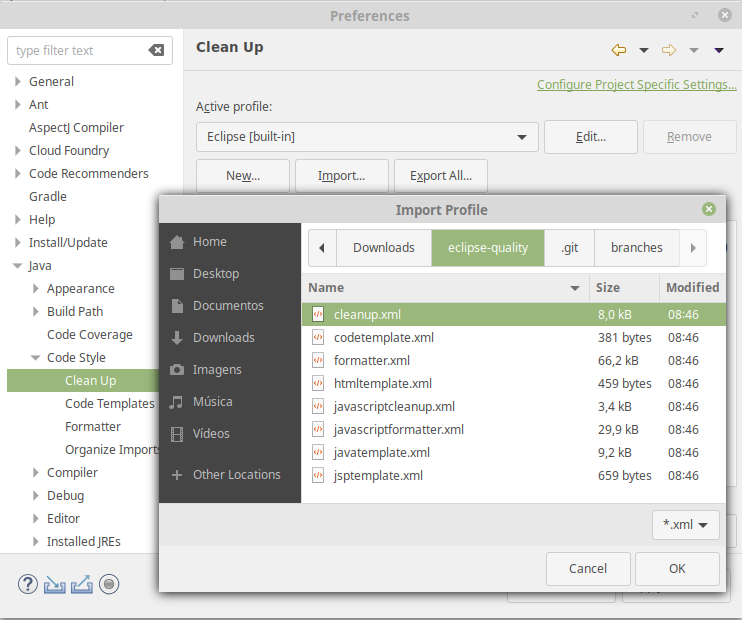 Preferences
type filter text
Clean Up
Configure Project Specific Settings...
Active profile:
Eclipse [built-in]
Edit...
Remove
New...
Import...
Export All...
General
Ant
AspectJ Compiler
Cloud Foundry
Code Recommenders
Gradle
Help
Install/Update
Java
Appearance
Build Path
Code Coverage
Code Style
Clean Up
Code Templates
Formatter
Organize Imports
Compiler
Debug
Editor
Installed JREs
Import Profile
Home
Desktop
Documentos
Downloads
Imagens
Música
Vídeos
Other Locations
Downloads
eclipse-quality
.git
branches
Name Size Modified
cleanup.xml 8,0 kB 08:46
codetemplate.xml 381 bytes 08:46
formatter.xml 66,2 kB 08:46
htmltemplate.xml 459 bytes 08:46
javascriptcleanup.xml 3,4 kB 08:46
javascriptformatter.xml 29,9 kB 08:46
javatemplate.xml 9,2 kB 08:46
jsptemplate.xml 659 bytes 08:46
*.xml
Cancel
OK